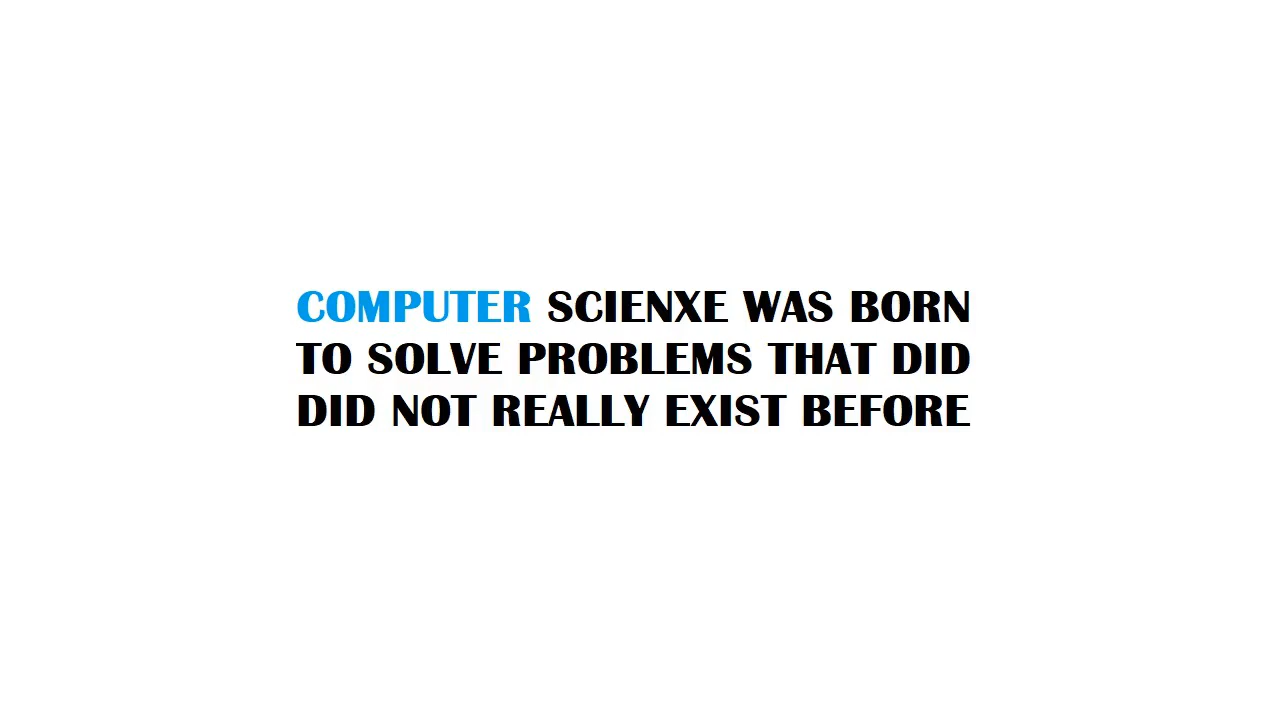 COMPUTER SCIENXE WAS BORN
TO SOLVE PROBLEMS THAT DID
DID NOT REALLY EXIST BEFORE